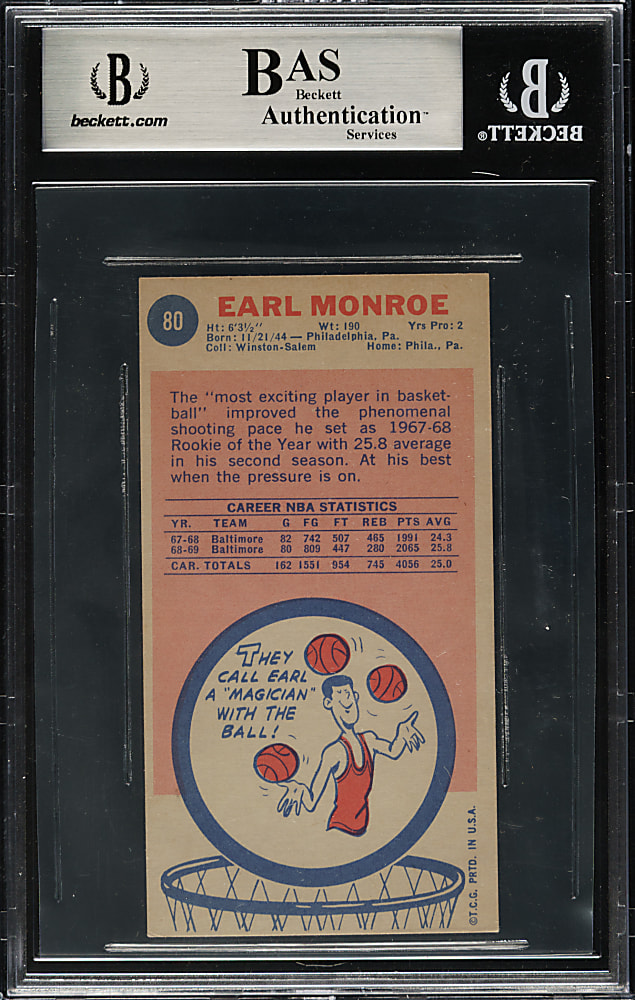 B
beckett.com
BAS
Beckett
Authentication™
Services
B
BECKETT®
80
EARL MONROE
Ht: 6'3½" Wt: 190 Yrs Pro: 2
Born: 11/21/44 — Philadelphia, Pa.
Coll: Winston-Salem Home: Phila., Pa.
The "most exciting player in basket-
ball" improved the phenomenal
shooting pace he set as 1967-68
Rookie of the Year with 25.8 average
in his second season. At his best
when the pressure is on.
CAREER NBA STATISTICS
YR. TEAM G FG FT REB PTS AVG
67-68 Baltimore 82 742 507 465 1991 24.3
68-69 Baltimore 80 809 447 280 2065 25.8
CAR. TOTALS 162 1551 954 745 4056 25.0
THEY
CALL EARL
A "MAGICIAN"
WITH THE
BALL!
©T.C.G. PRTD. IN U.S.A.